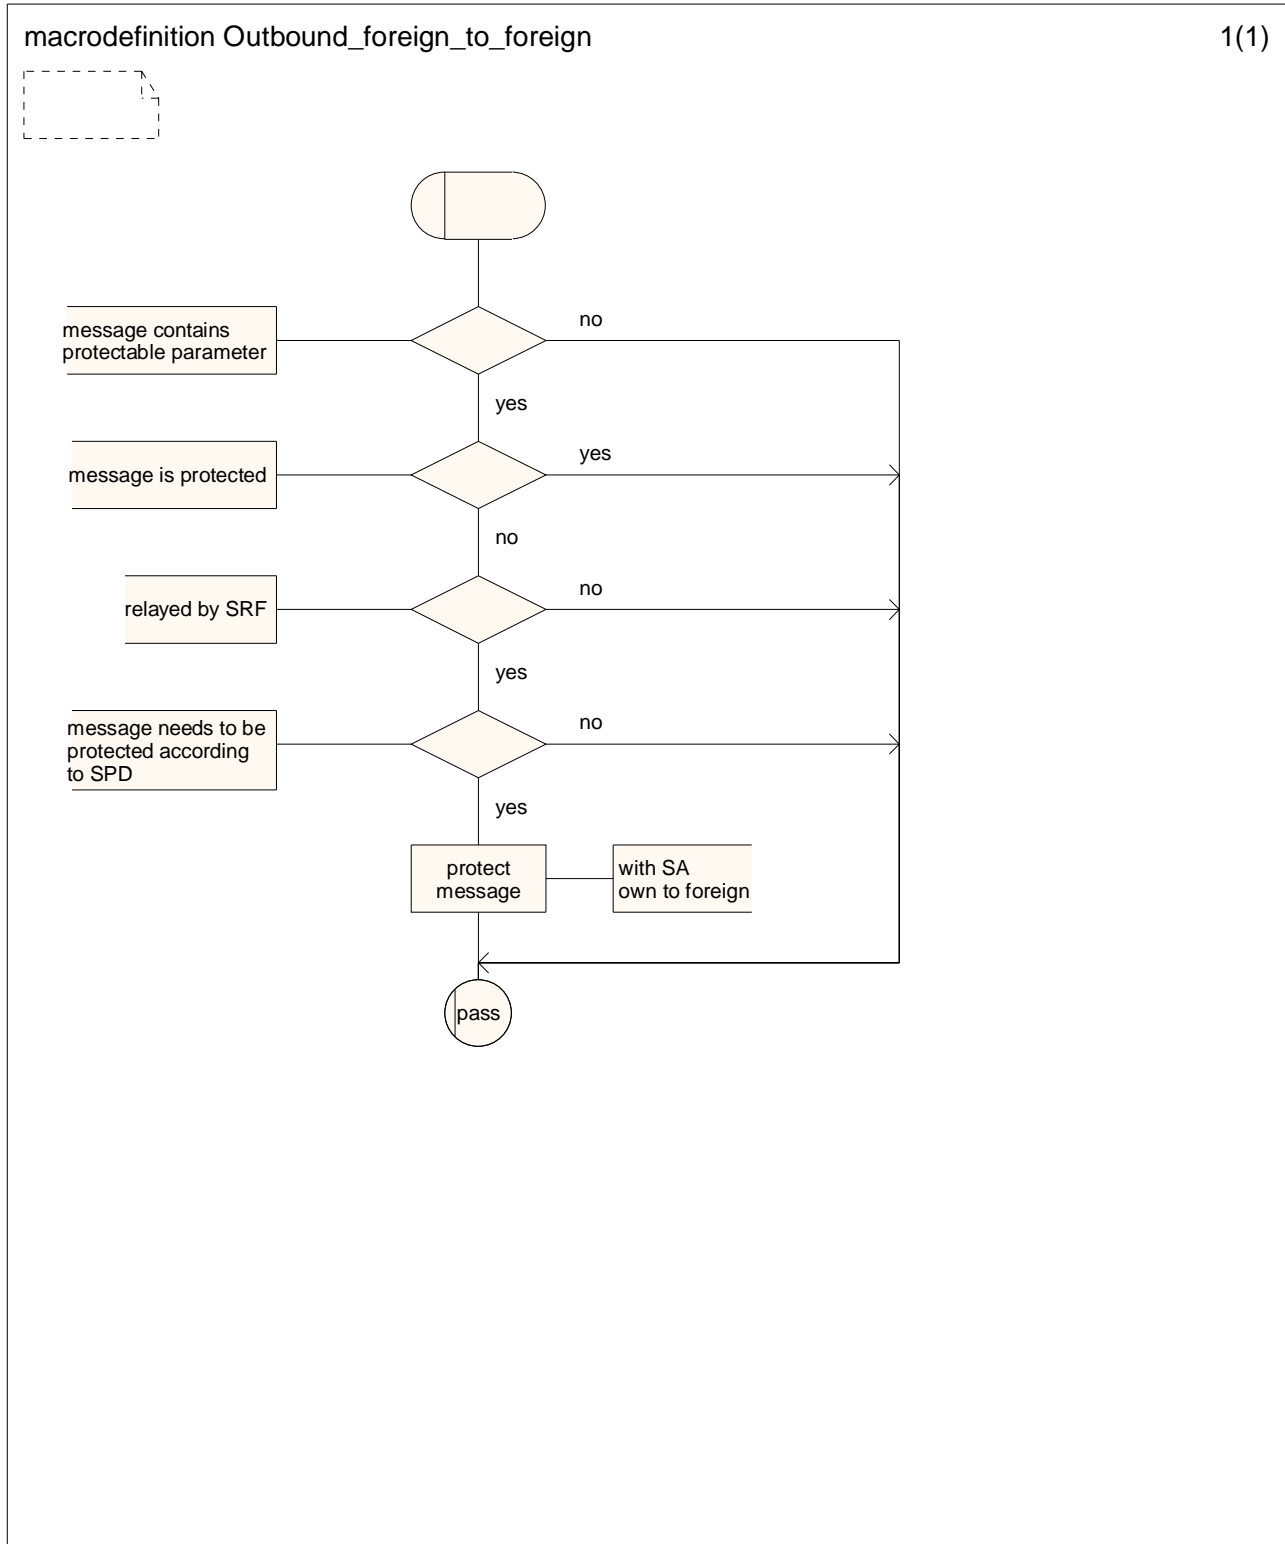 macrodefinition Outbound_foreign_to_foreign
1(1)
message contains
protectable parameter
no
yes
message is protected
yes
no
relayed by SRF
no
yes
message needs to be
protected according
to SPD
no
yes
protect
message
with SA
own to foreign
pass